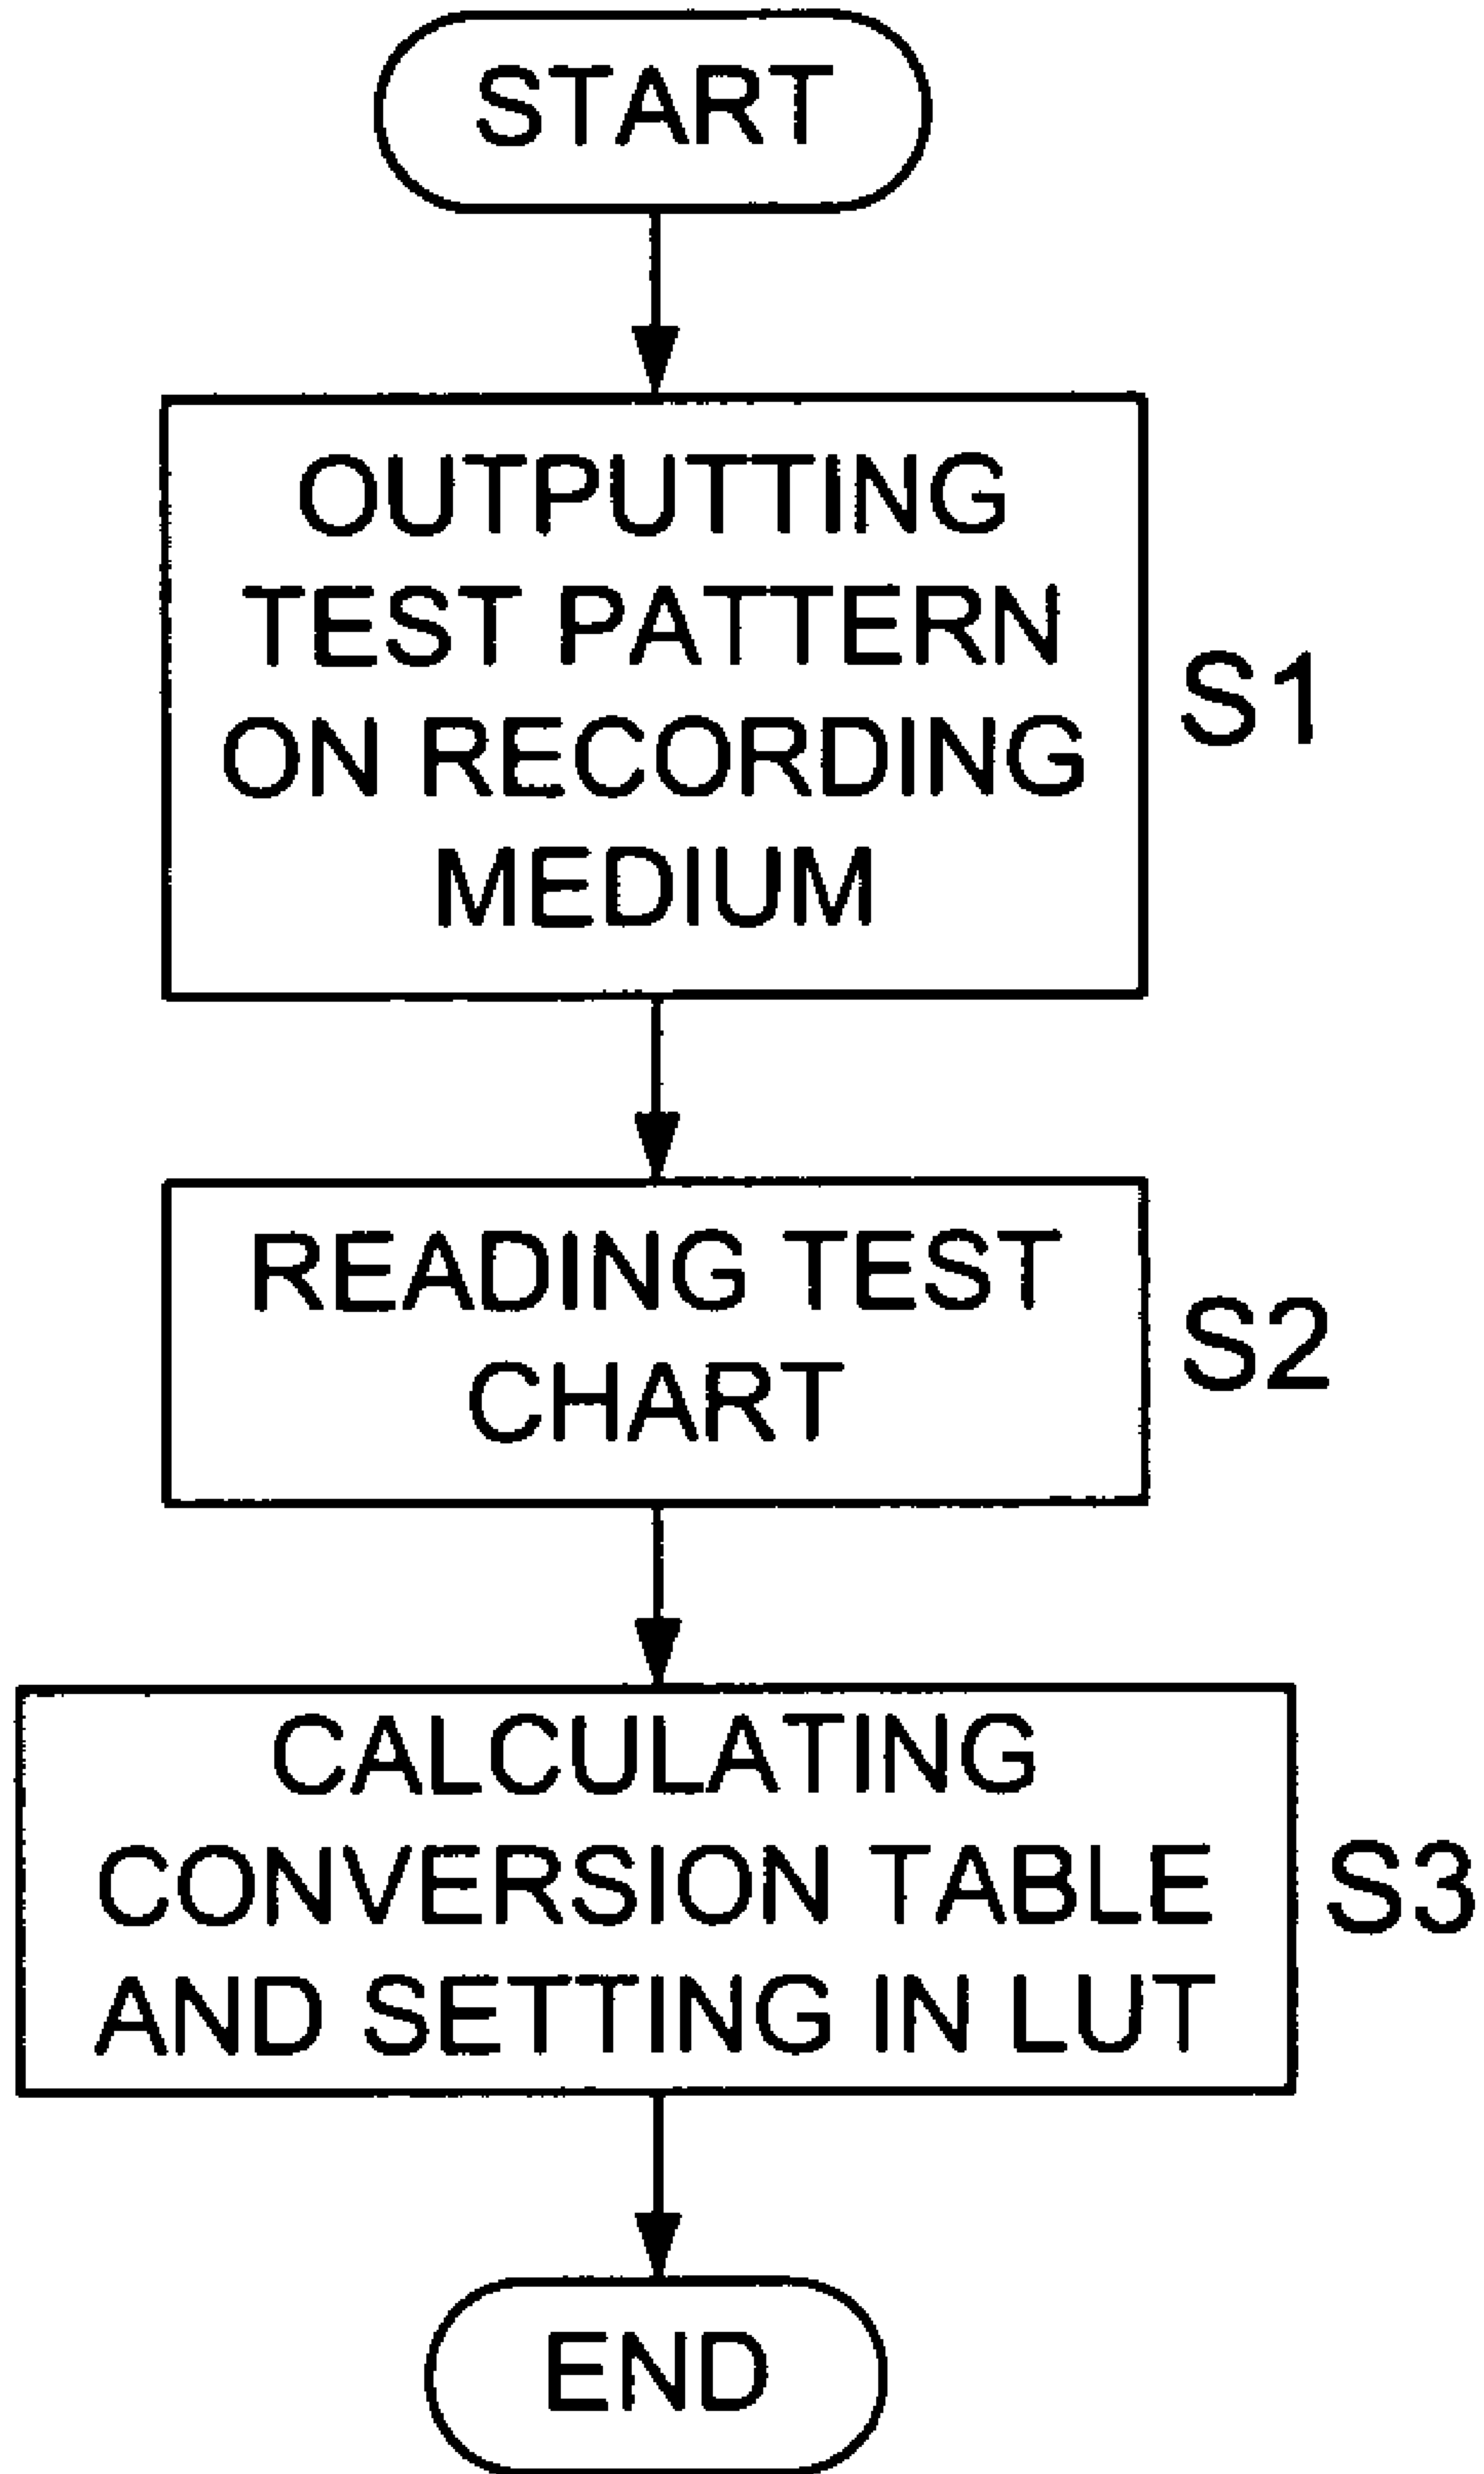 START
OUTPUTTING
TEST PATTERN
ON RECORDING
MEDIUM
S1
READING TEST
CHART
S2
CALCULATING
CONVERSION TABLE
AND SETTING IN LUT
S3
END